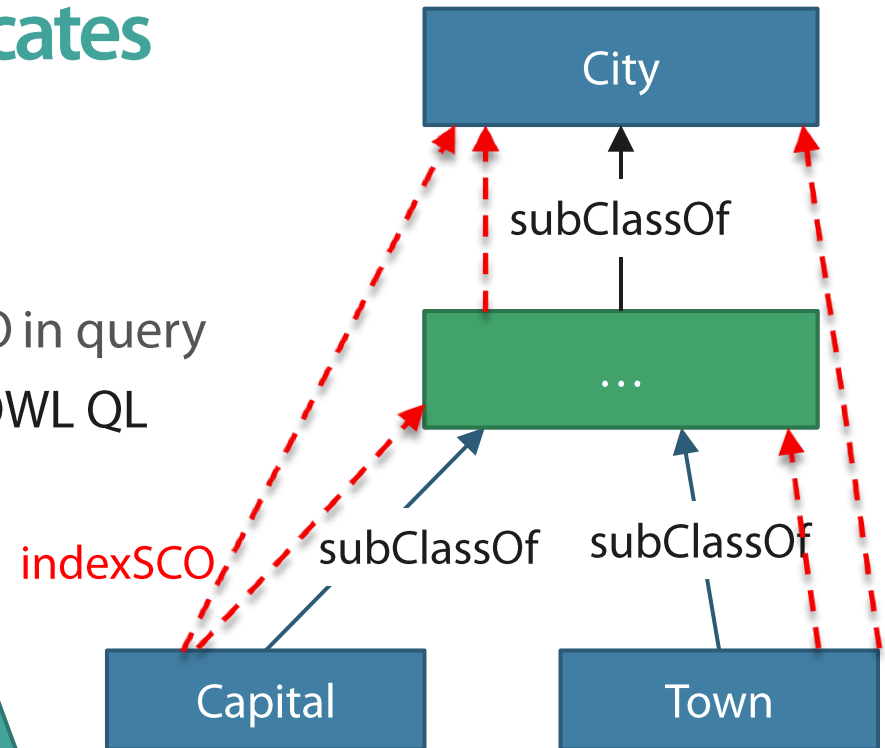 cates
City
subClassOf
in query
OWL QL
...
indexSCO
subClassOf
subClassOf
Capital
Town